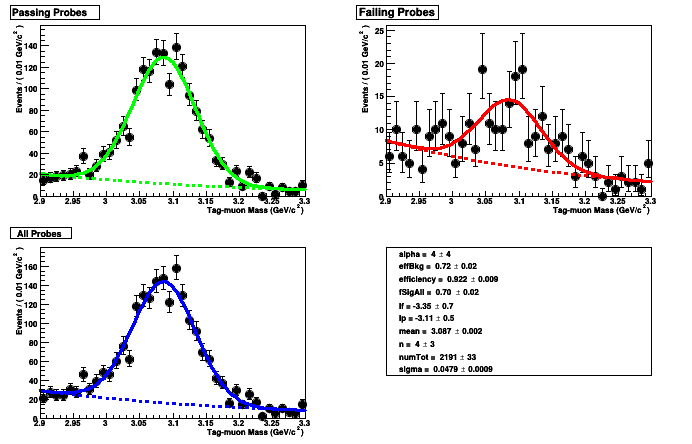 Passing Probes
Events / ( 0.01 GeV/c² )
140
120
100
80
60
40
20
0
2.9 2.95 3 3.05 3.1 3.15 3.2 3.25 3.3
Tag-muon Mass (GeV/c²)
Failing Probes
Events / ( 0.01 GeV/c² )
25
20
15
10
5
0
2.9 2.95 3 3.05 3.1 3.15 3.2 3.25 3.3
Tag-muon Mass (GeV/c²)
All Probes
Events / ( 0.01 GeV/c² )
160
140
120
100
80
60
40
20
0
2.9 2.95 3 3.05 3.1 3.15 3.2 3.25 3.3
Tag-muon Mass (GeV/c²)
alpha = 4 ± 4
effBkg = 0.72 ± 0.02
efficiency = 0.922 ± 0.009
fSigAll = 0.70 ± 0.02
lf = -3.35 ± 0.7
lp = -3.11 ± 0.5
mean = 3.087 ± 0.002
n = 4 ± 3
numTot = 2191 ± 33
sigma = 0.0479 ± 0.0009